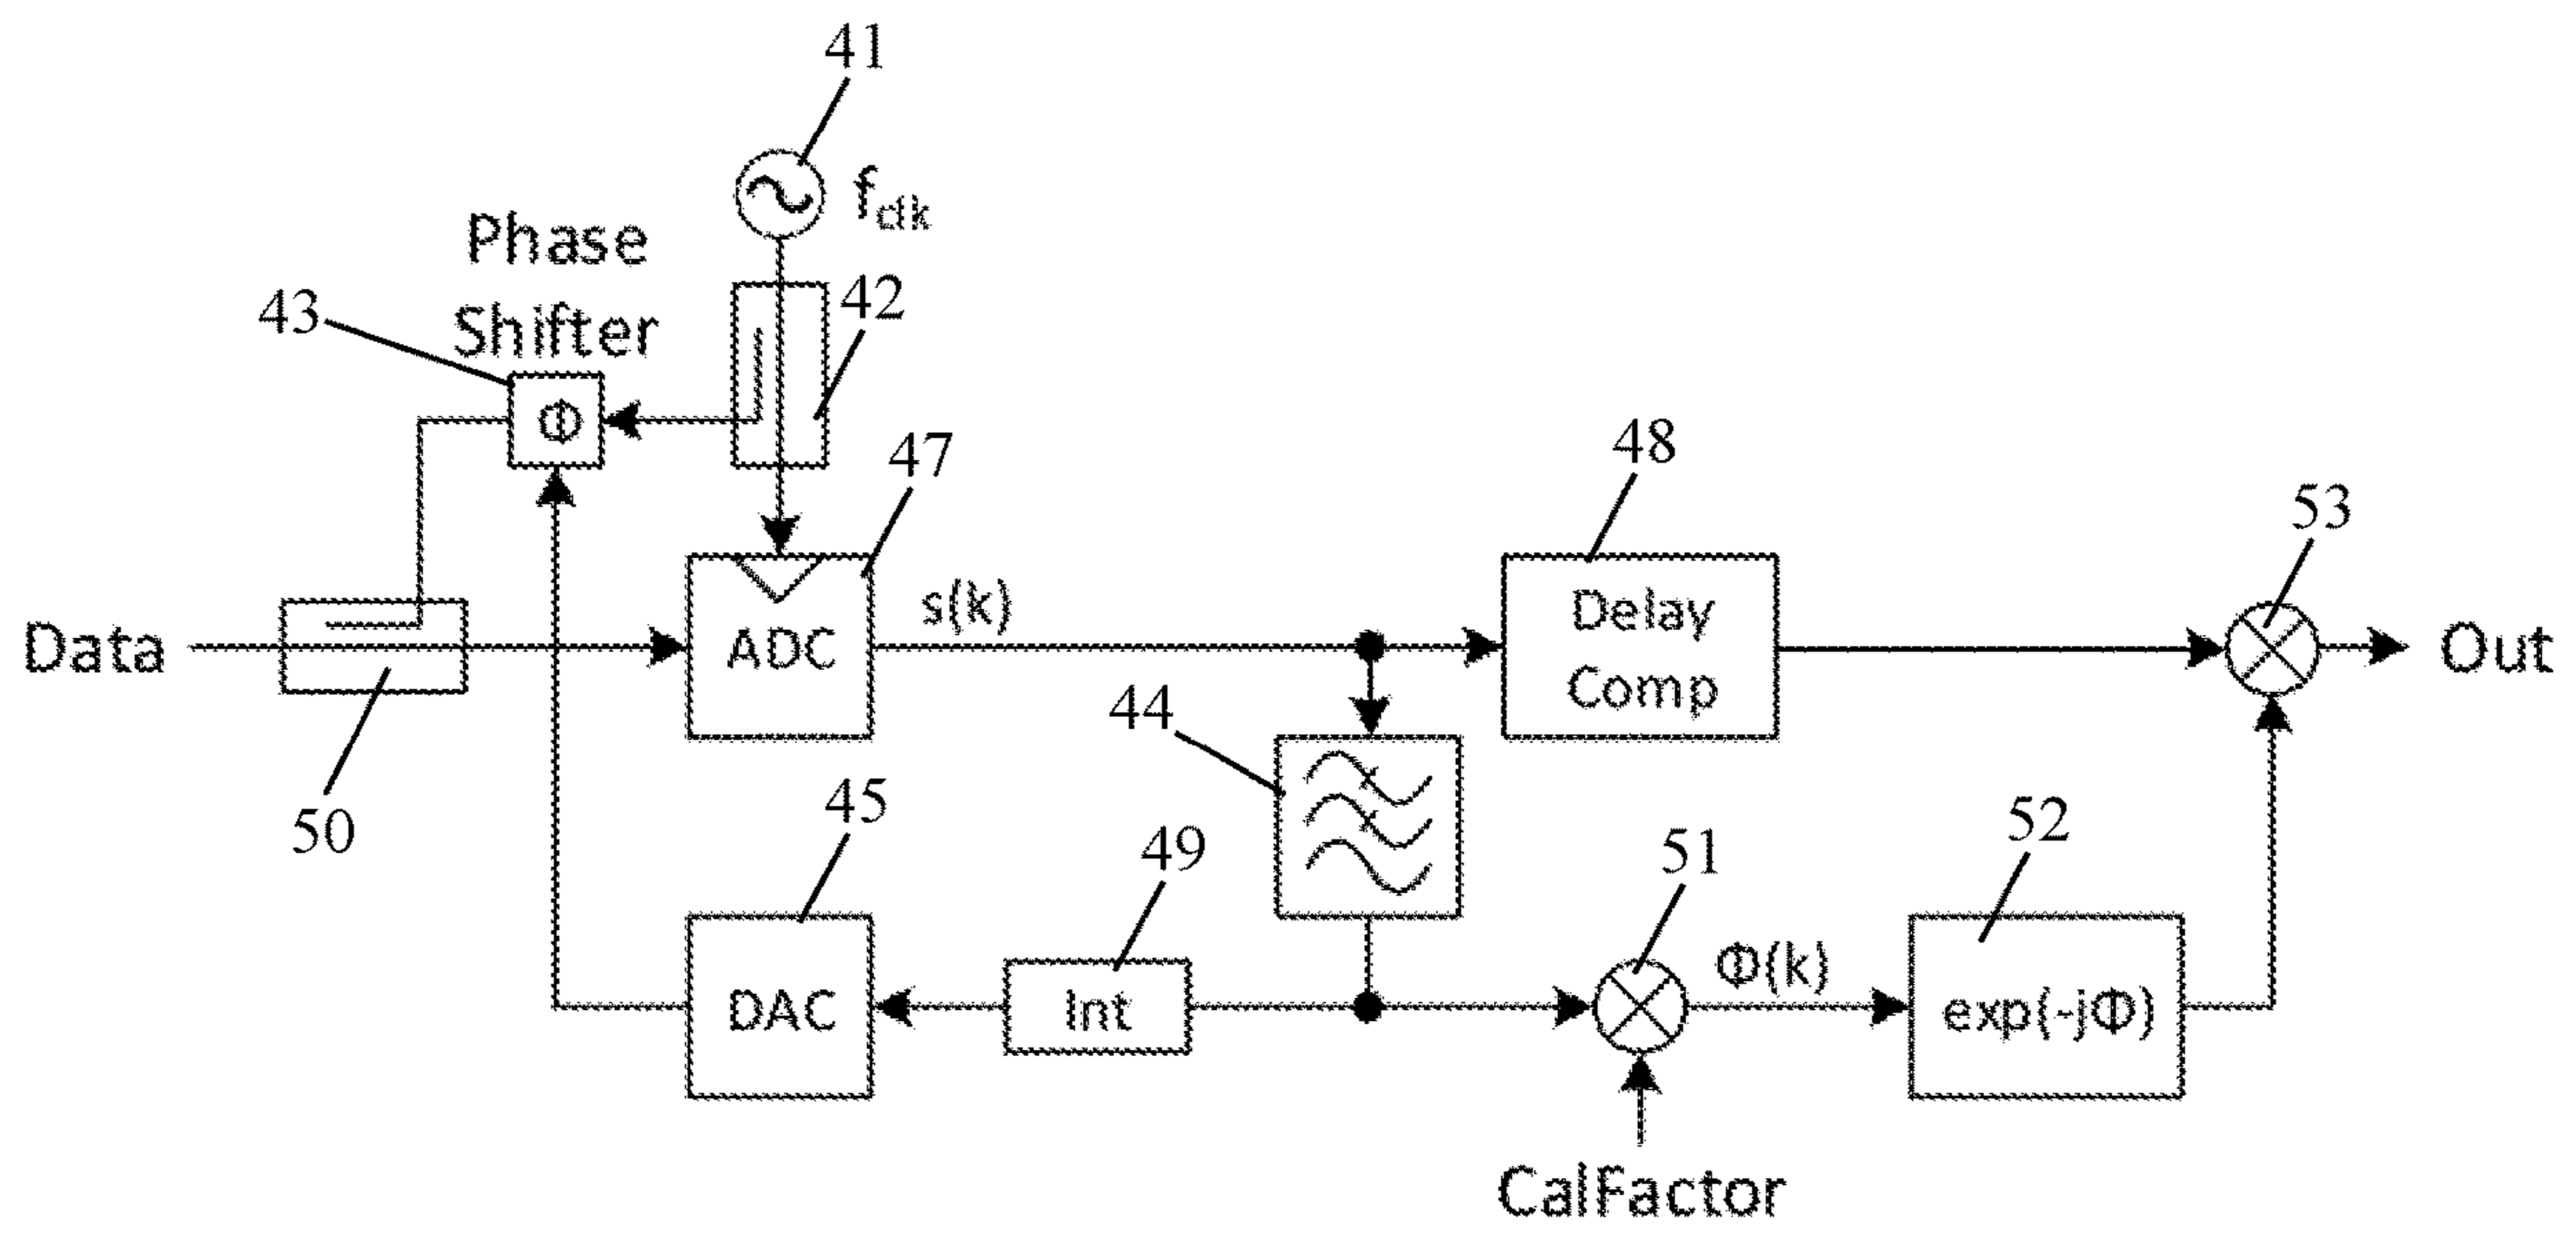 41
f_dk
Phase
Shifter
43
42
Φ
47
48
53
Data
ADC
s(k)
Delay
Comp
Out
50
44
45
49
51
52
DAC
Int
Φ(k)
exp(-jΦ)
CalFactor